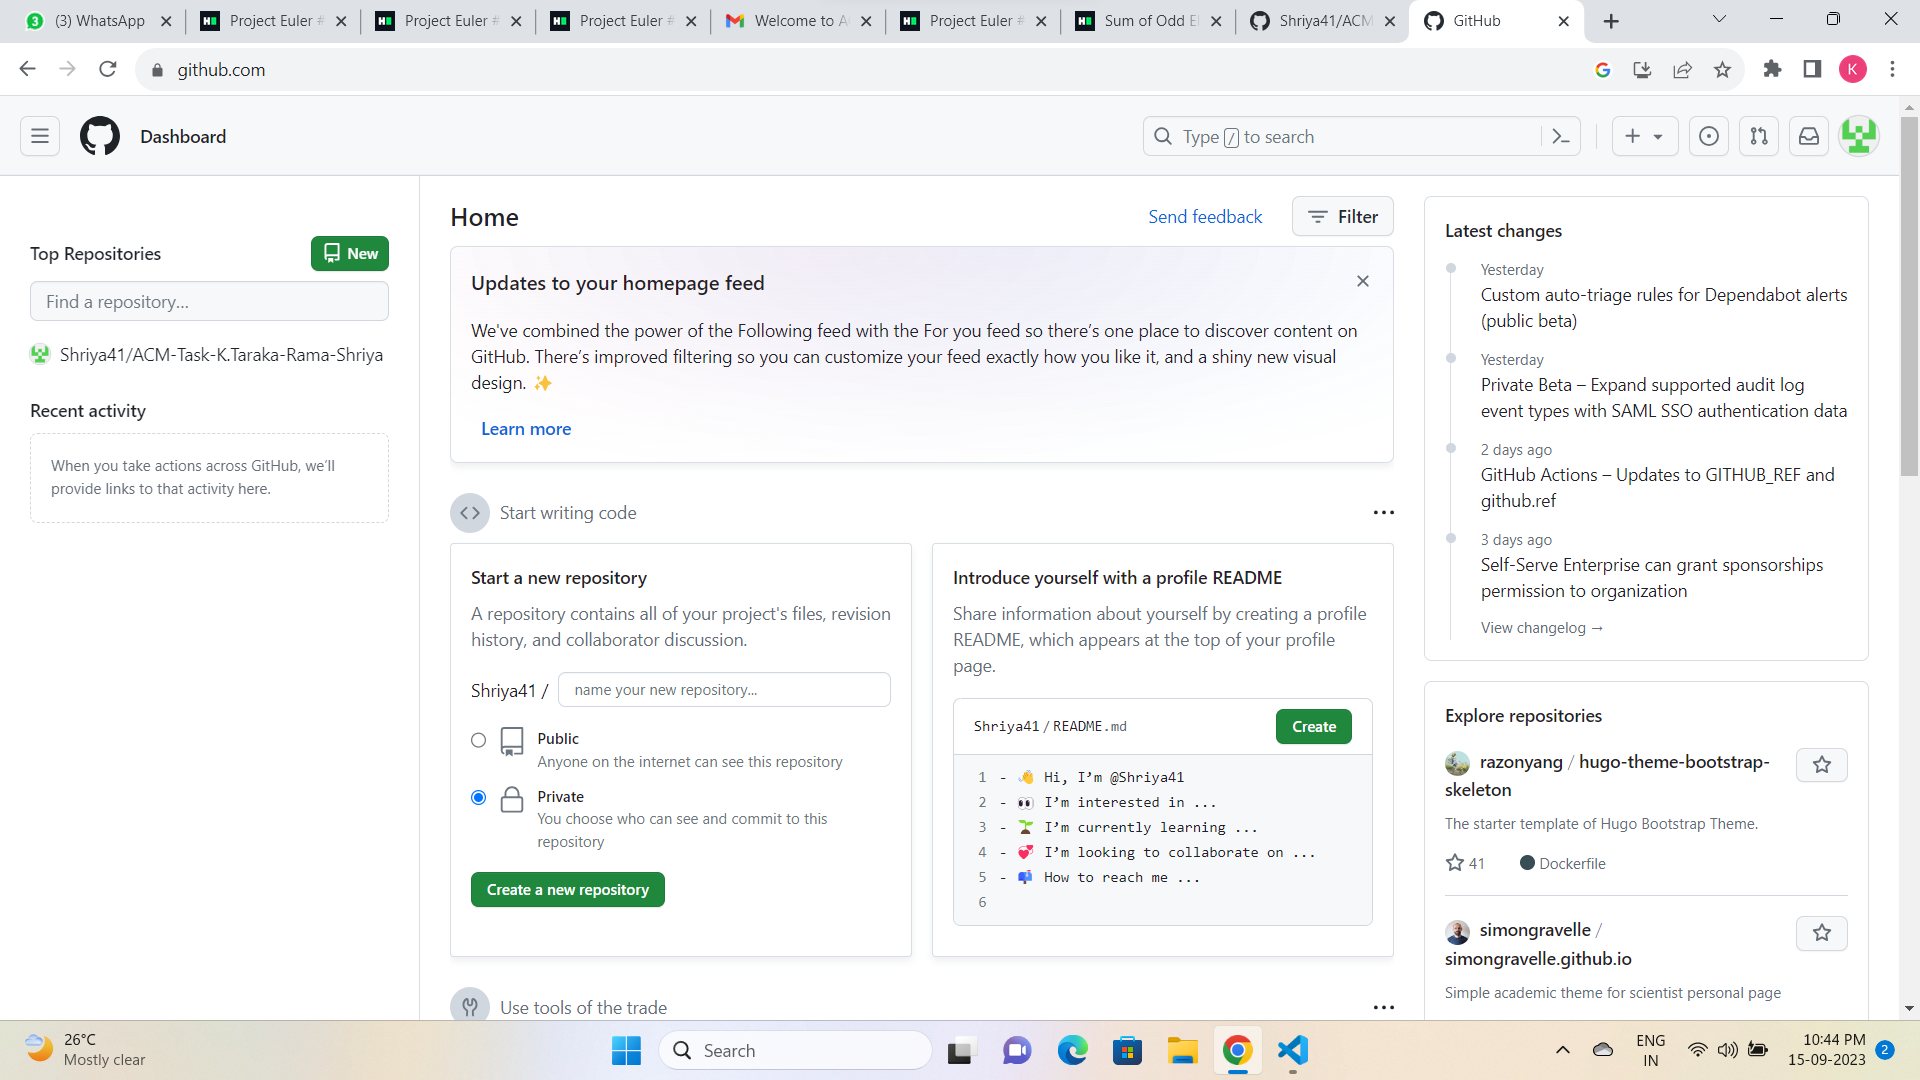 (3) WhatsApp
Project Euler #
Project Euler #
Project Euler #
Welcome to A
Project Euler #
Sum of Odd El
Shriya41/ACM
GitHub
github.com
K
Dashboard
Type / to search
Top Repositories
New
Find a repository...
Shriya41/ACM-Task-K.Taraka-Rama-Shriya
Recent activity
When you take actions across GitHub, we'll
provide links to that activity here.
Home
Send feedback
Filter
Updates to your homepage feed
We've combined the power of the Following feed with the For you feed so there's one place to discover content on
GitHub. There's improved filtering so you can customize your feed exactly how you like it, and a shiny new visual
design. ✨
Learn more
Start writing code
Start a new repository
A repository contains all of your project's files, revision
history, and collaborator discussion.
Shriya41 /
name your new repository...
Public
Anyone on the internet can see this repository
Private
You choose who can see and commit to this
repository
Create a new repository
Introduce yourself with a profile README
Share information about yourself by creating a profile
README, which appears at the top of your profile
page.
Shriya41 / README.md
Create
1 - 👋 Hi, I'm @Shriya41
2 - 👀 I'm interested in ...
3 - 🌱 I'm currently learning ...
4 - 💞️ I'm looking to collaborate on ...
5 - 📫 How to reach me ...
6
Use tools of the trade
Latest changes
Yesterday
Custom auto-triage rules for Dependabot alerts
(public beta)
Yesterday
Private Beta – Expand supported audit log
event types with SAML SSO authentication data
2 days ago
GitHub Actions – Updates to GITHUB_REF and
github.ref
3 days ago
Self-Serve Enterprise can grant sponsorships
permission to organization
View changelog →
Explore repositories
razonyang / hugo-theme-bootstrap-
skeleton
The starter template of Hugo Bootstrap Theme.
41
Dockerfile
simongravelle /
simongravelle.github.io
Simple academic theme for scientist personal page
26°C
Mostly clear
Search
ENG
IN
10:44 PM
15-09-2023
2